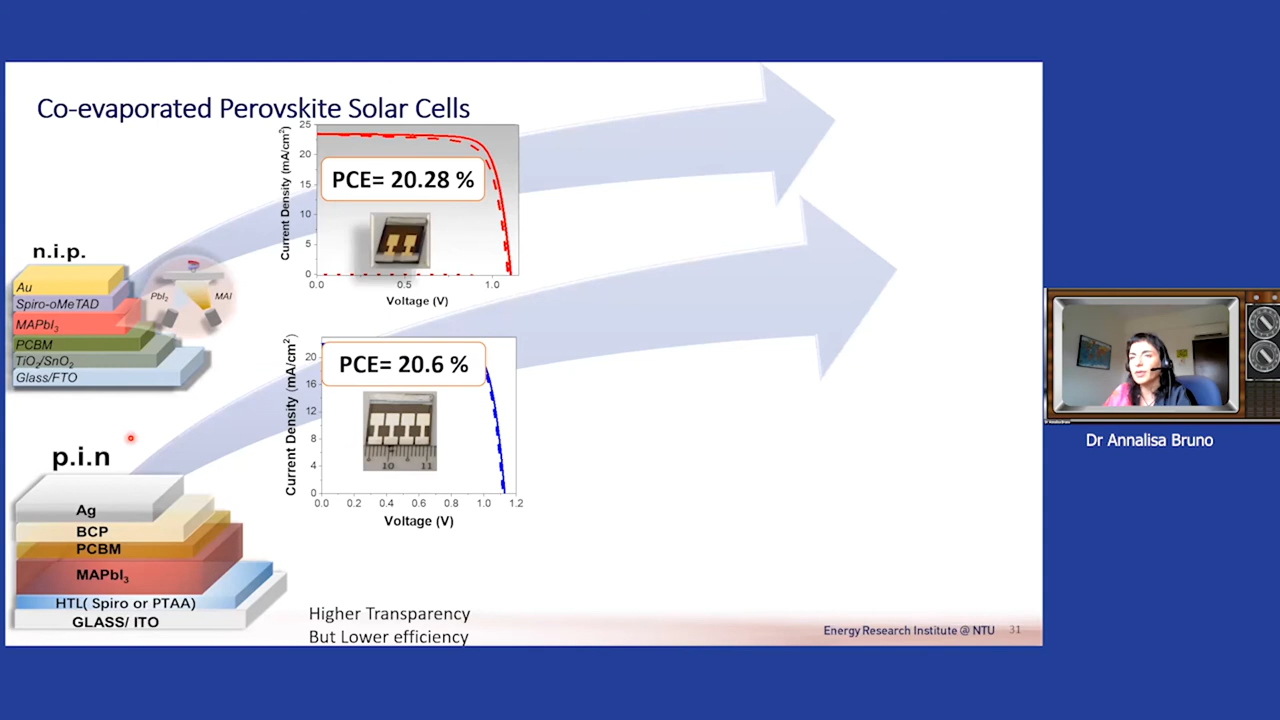 Co-evaporated Perovskite Solar Cells
n.i.p.
Au
Spiro-oMeTAD
MAPbI3
PCBM
TiO2/SnO2
Glass/FTO
PbI2
MAI
Current Density (mA/cm2)
25
20
15
10
5
0
0.0
0.5
1.0
Voltage (V)
PCE= 20.28 %
p.i.n
Ag
BCP
PCBM
MAPbI3
HTL( Spiro or PTAA)
GLASS/ ITO
Current Density (mA/cm2)
20
16
12
8
4
0
0.0
0.2
0.4
0.6
0.8
1.0
1.2
Voltage (V)
PCE= 20.6 %
10
11
Higher Transparency
But Lower efficiency
Energy Research Institute @ NTU
31
Dr Annalisa Bruno